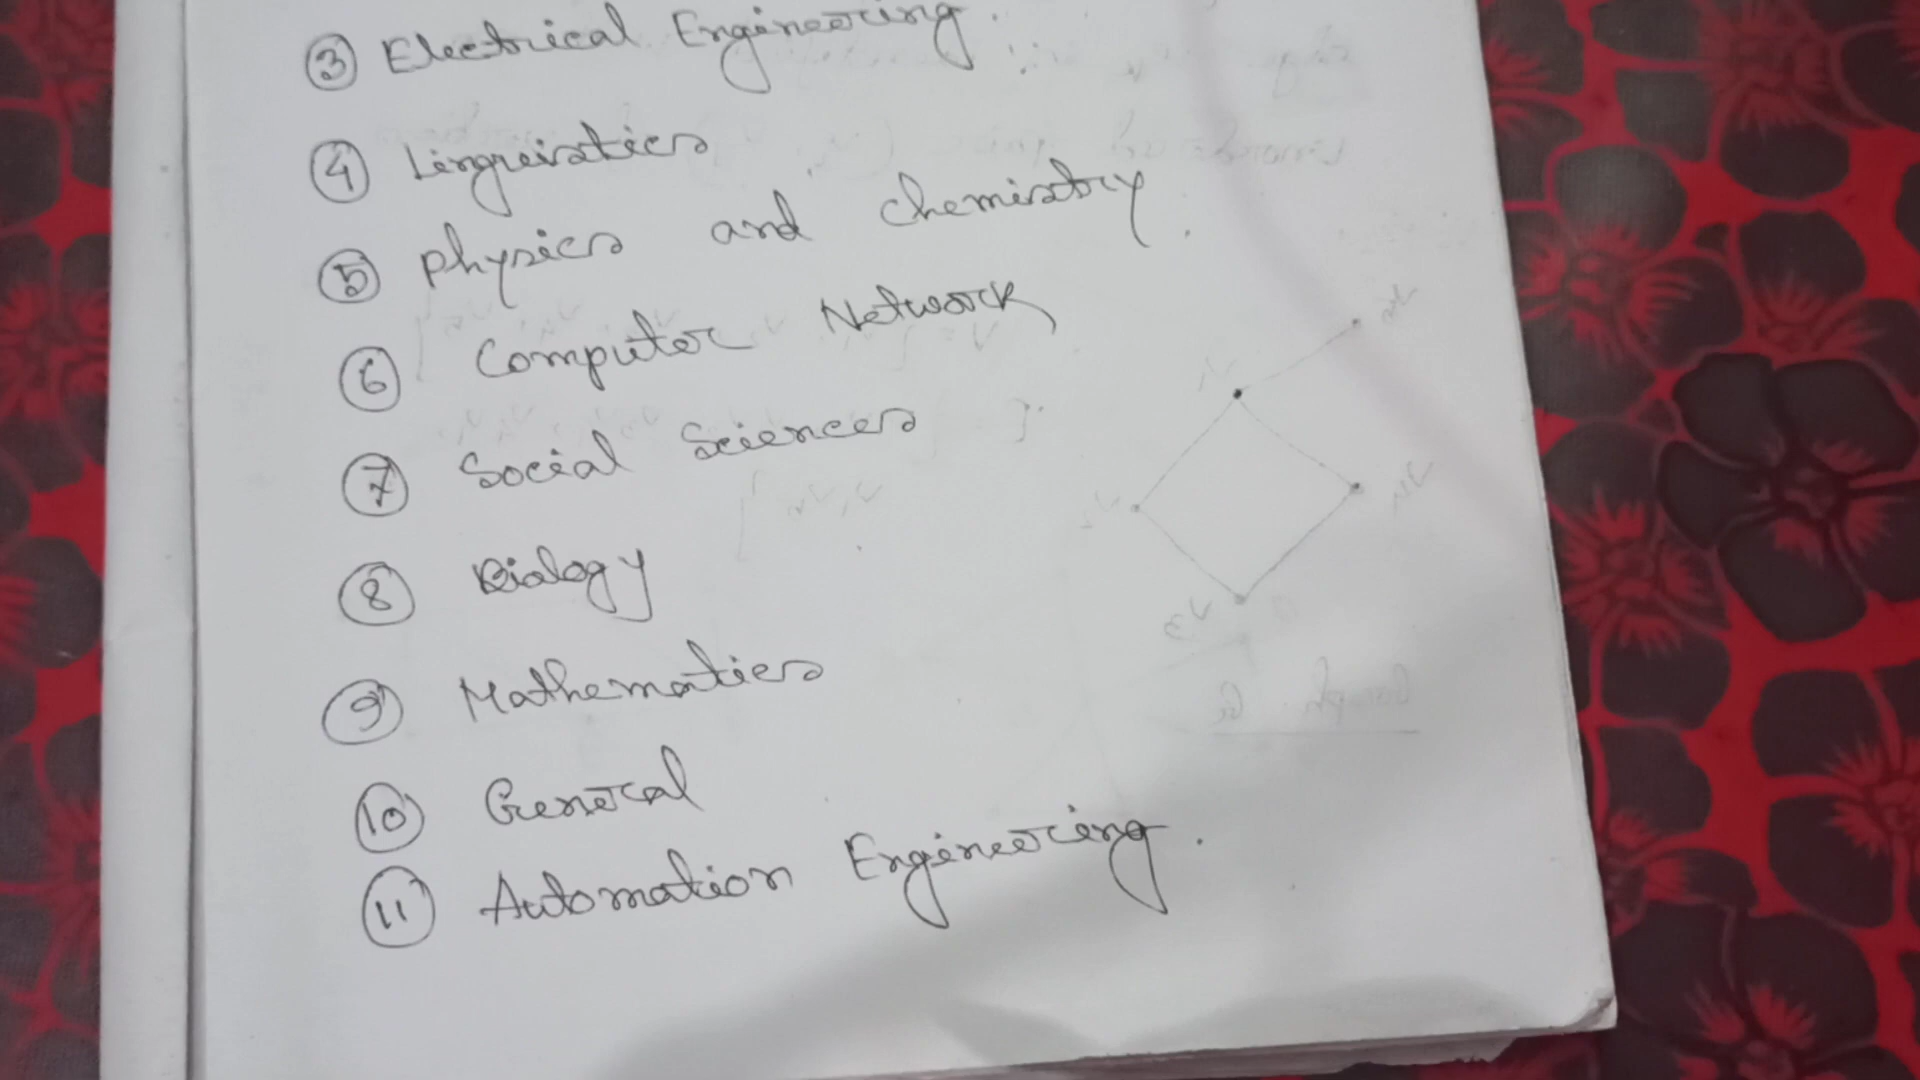 ③ Electrical Engineering.
④ Linguistics
⑤ Physics and chemistry.
⑥ Computer Network
⑦ Social Sciences
⑧ Biology
⑨ Mathematics
⑩ General
⑪ Automation Engineering.